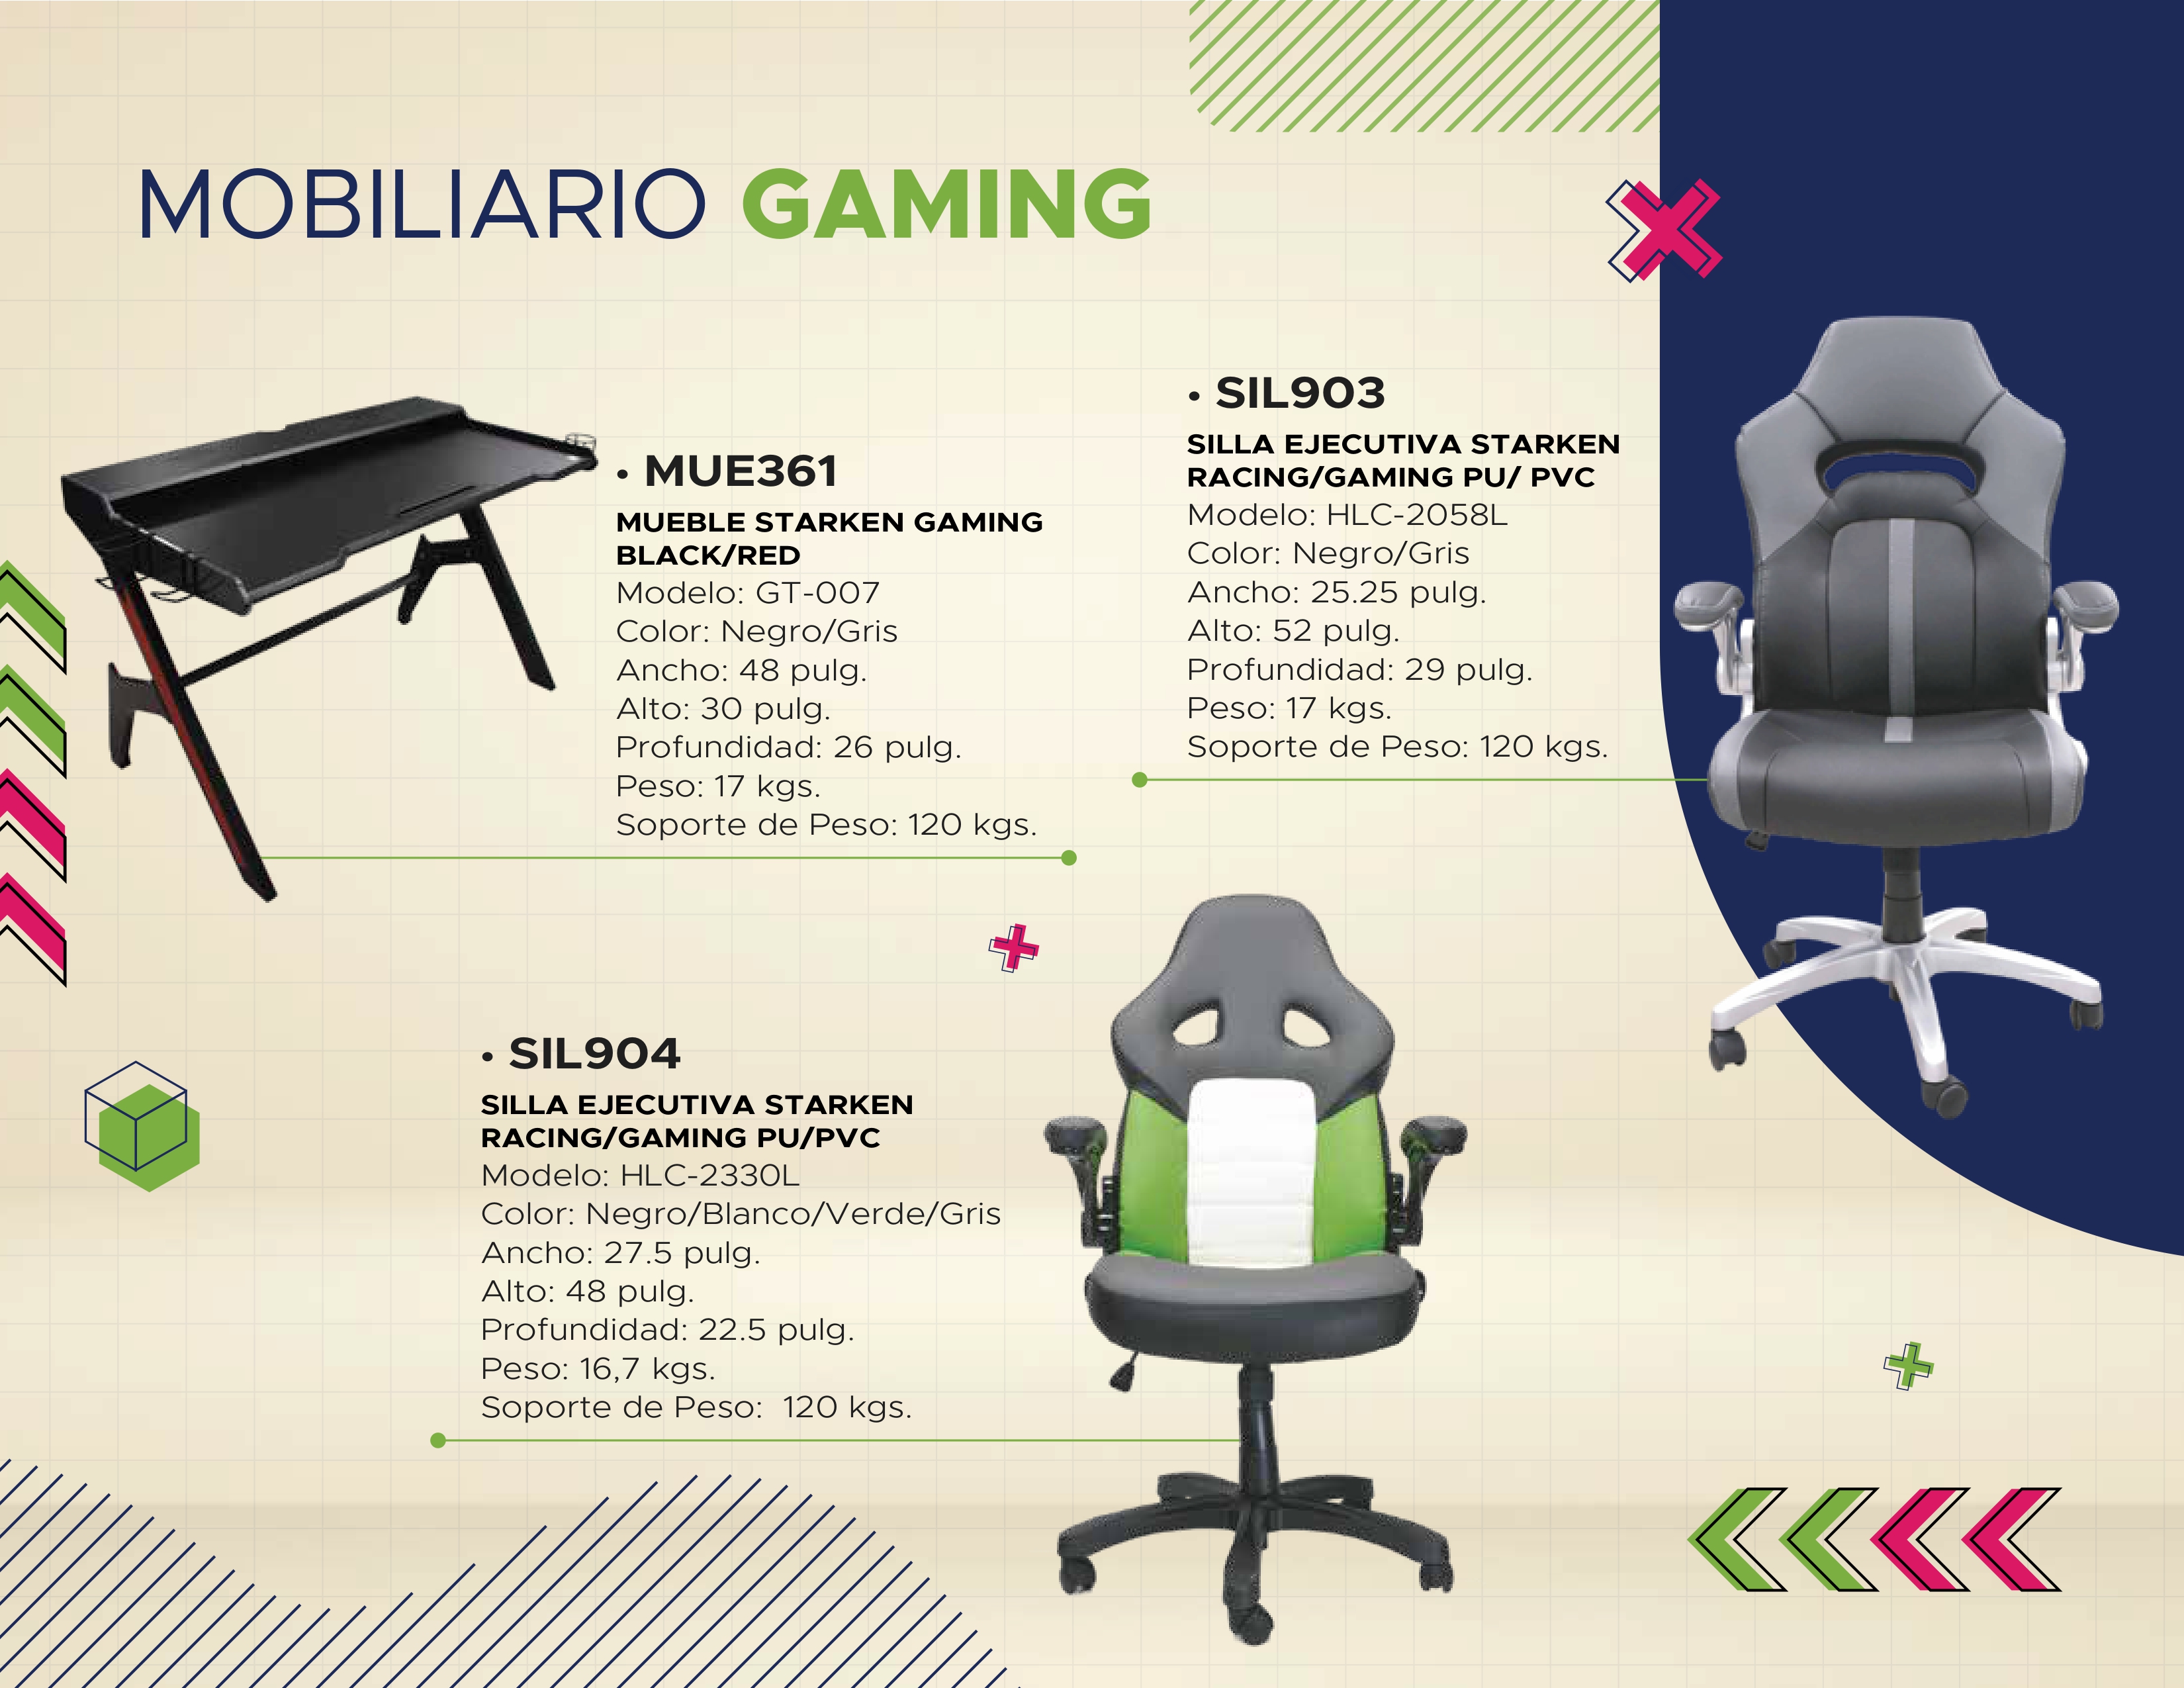 MOBILIARIO GAMING
• MUE361
MUEBLE STARKEN GAMING
BLACK/RED
Modelo: GT-007
Color: Negro/Gris
Ancho: 48 pulg.
Alto: 30 pulg.
Profundidad: 26 pulg.
Peso: 17 kgs.
Soporte de Peso: 120 kgs.
• SIL903
SILLA EJECUTIVA STARKEN
RACING/GAMING PU/ PVC
Modelo: HLC-2058L
Color: Negro/Gris
Ancho: 25.25 pulg.
Alto: 52 pulg.
Profundidad: 29 pulg.
Peso: 17 kgs.
Soporte de Peso: 120 kgs.
• SIL904
SILLA EJECUTIVA STARKEN
RACING/GAMING PU/PVC
Modelo: HLC-2330L
Color: Negro/Blanco/Verde/Gris
Ancho: 27.5 pulg.
Alto: 48 pulg.
Profundidad: 22.5 pulg.
Peso: 16,7 kgs.
Soporte de Peso:  120 kgs.